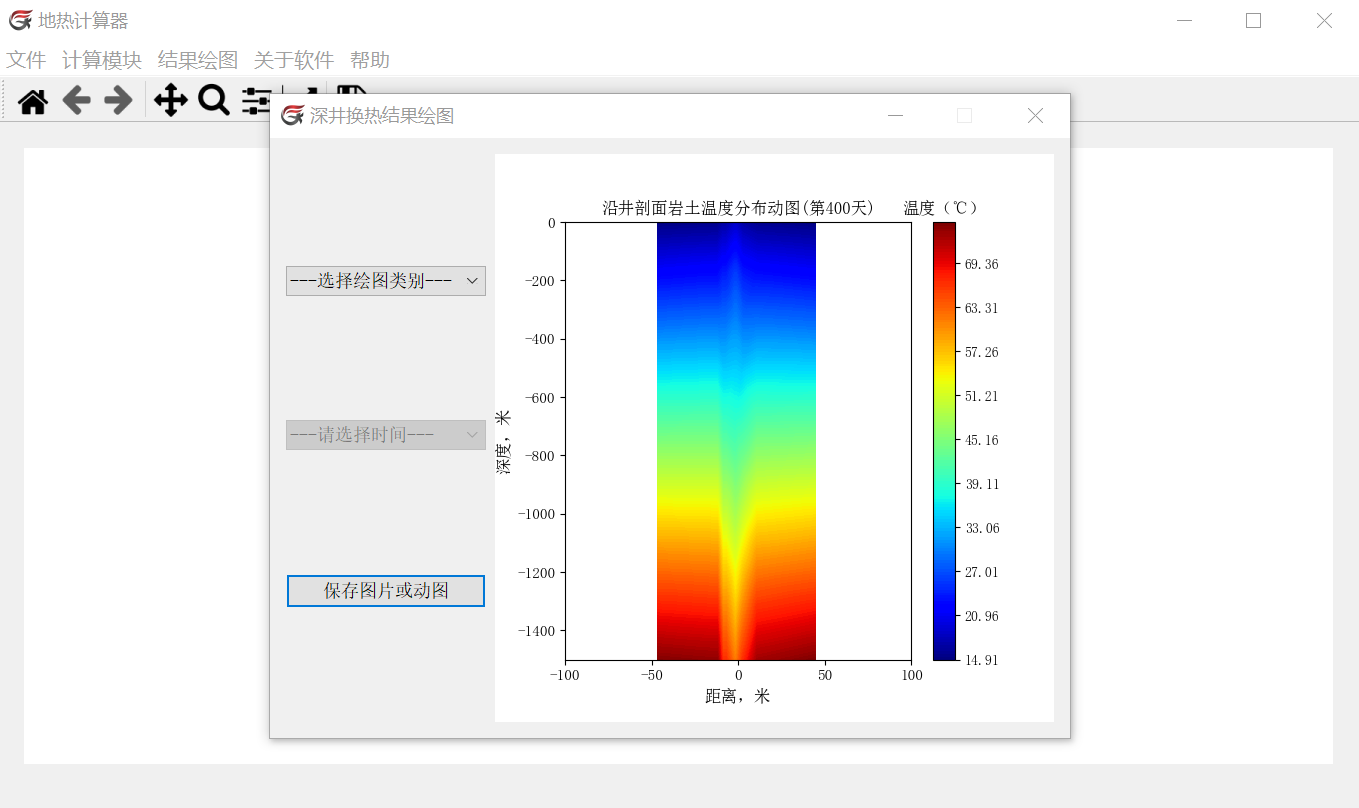 地热计算器
文件 计算模块 结果绘图 关于软件 帮助
深井换热结果绘图
---选择绘图类别---
---请选择时间---
保存图片或动图
沿井剖面岩土温度分布动图(第400天)
温度（℃）
0
-200
-400
-600
-800
-1000
-1200
-1400
深度，米
-100 -50 0 50 100
距离，米
69.36
63.31
57.26
51.21
45.16
39.11
33.06
27.01
20.96
14.91